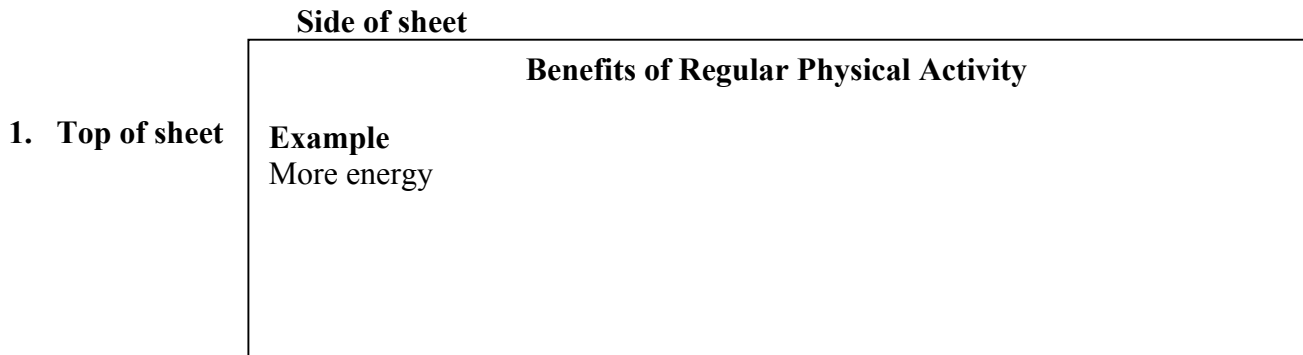 Side of sheet
Benefits of Regular Physical Activity
1. Top of sheet
Example
More energy